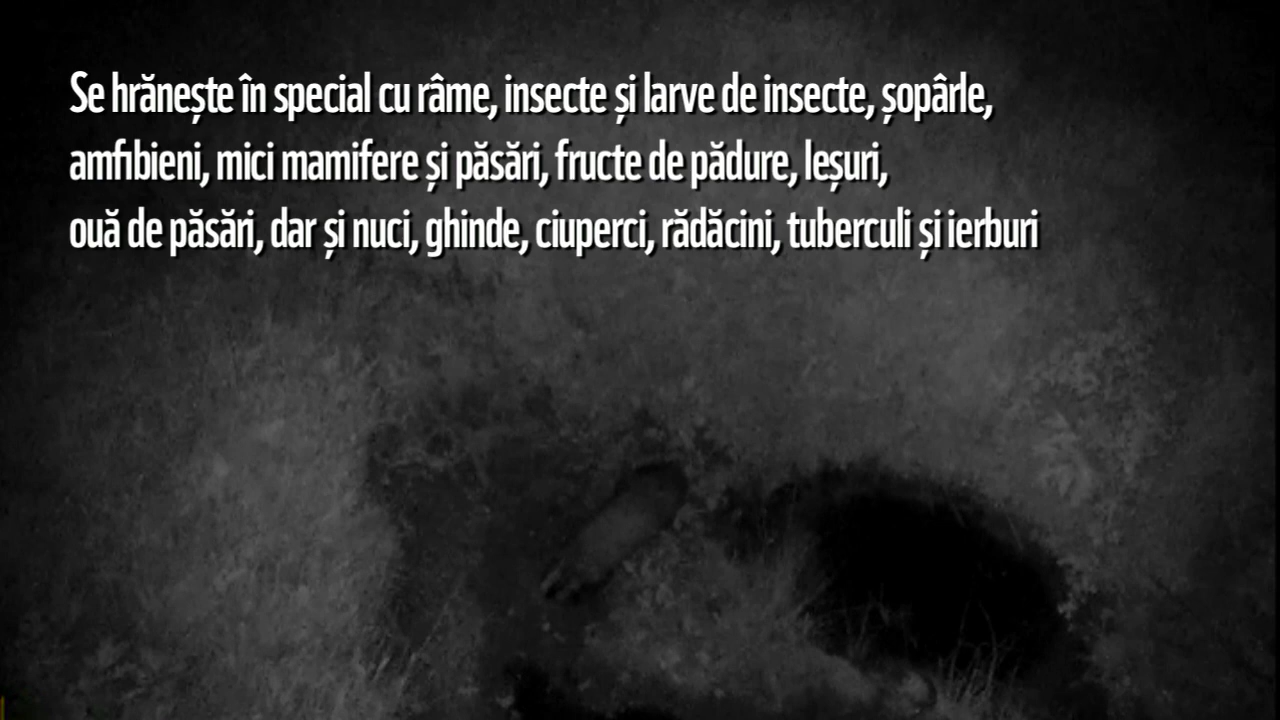 Se hrănește în special cu râme, insecte și larve de insecte, șopârle,
amfibieni, mici mamifere și păsări, fructe de pădure, leșuri,
ouă de păsări, dar și nuci, ghinde, ciuperci, rădăcini, tuberculi și ierburi